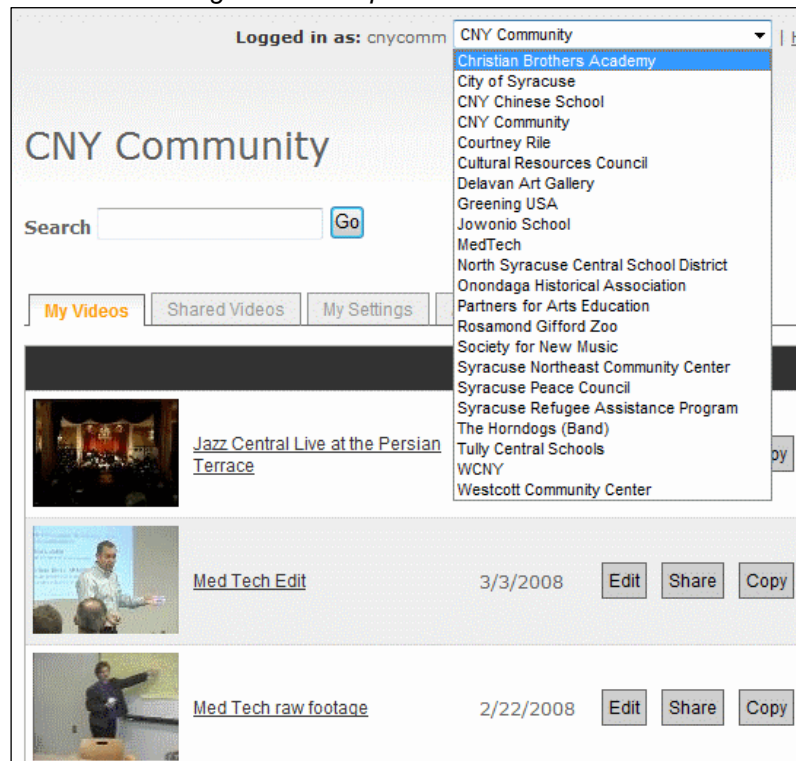 Logged in as: cnycomm CNY Community |
Christian Brothers Academy
City of Syracuse
CNY Chinese School
CNY Community
Courtney Rile
Cultural Resources Council
Delavan Art Gallery
Greening USA
Jowonio School
MedTech
North Syracuse Central School District
Onondaga Historical Association
Partners for Arts Education
Rosamond Gifford Zoo
Society for New Music
Syracuse Northeast Community Center
Syracuse Peace Council
Syracuse Refugee Assistance Program
The Horndogs (Band)
Tully Central Schools
WCNY
Westcott Community Center
CNY Community
Search Go
My Videos Shared Videos My Settings
Jazz Central Live at the Persian
Terrace
Med Tech Edit 3/3/2008 Edit Share Copy
Med Tech raw footage 2/22/2008 Edit Share Copy